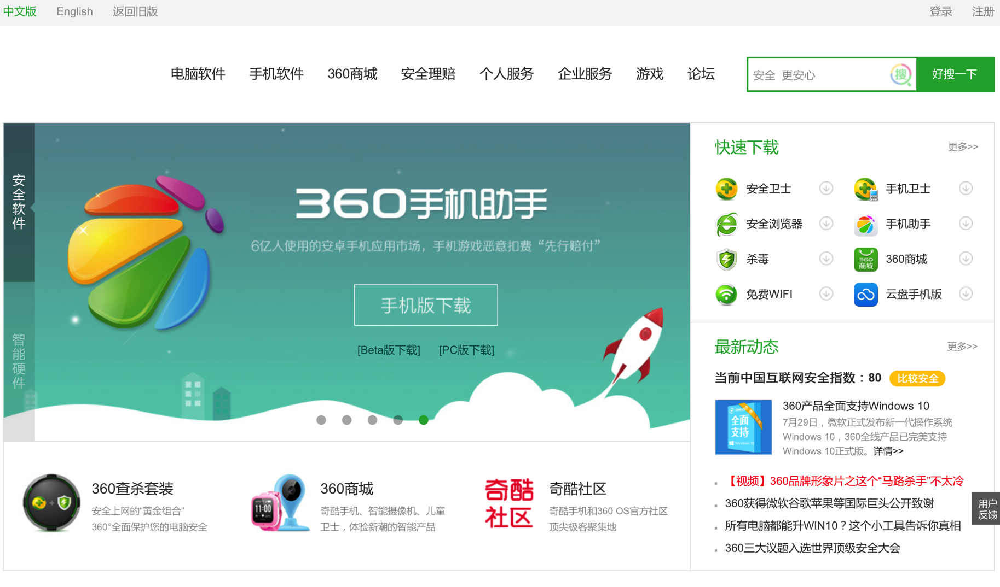 中文版 English 返回旧版 登录 注册
电脑软件 手机软件 360商城 安全理赔 个人服务 企业服务 游戏 论坛
安全 更安心 搜 好搜一下
安全软件
智能硬件
360手机助手
6亿人使用的安卓手机应用市场，手机游戏恶意扣费“先行赔付”
手机版下载
[Beta版下载] [PC版下载]
快速下载 更多>>
安全卫士 手机卫士
安全浏览器 手机助手
杀毒 360商城
360
商城
免费WIFI 云盘手机版
最新动态 更多>>
当前中国互联网安全指数：80 比较安全
360
全面
支持
Windows 10
360产品全面支持Windows 10
7月29日，微软正式发布新一代操作系统
Windows 10，360全线产品已完美支持
Windows 10正式版。详情>>
【视频】360品牌形象片之这个“马路杀手”不太冷
360获得微软谷歌苹果等国际巨头公开致谢
所有电脑都能升WIN10？这个小工具告诉你真相
360三大议题入选世界顶级安全大会
360查杀套装
安全上网的“黄金组合”
360°全面保护您的电脑安全
11:00
360商城
奇酷手机、智能摄像机、儿童
卫士，体验新潮的智能产品
奇酷
社区
奇酷社区
奇酷手机和360 OS官方社区
顶尖极客聚集地
用户
反馈